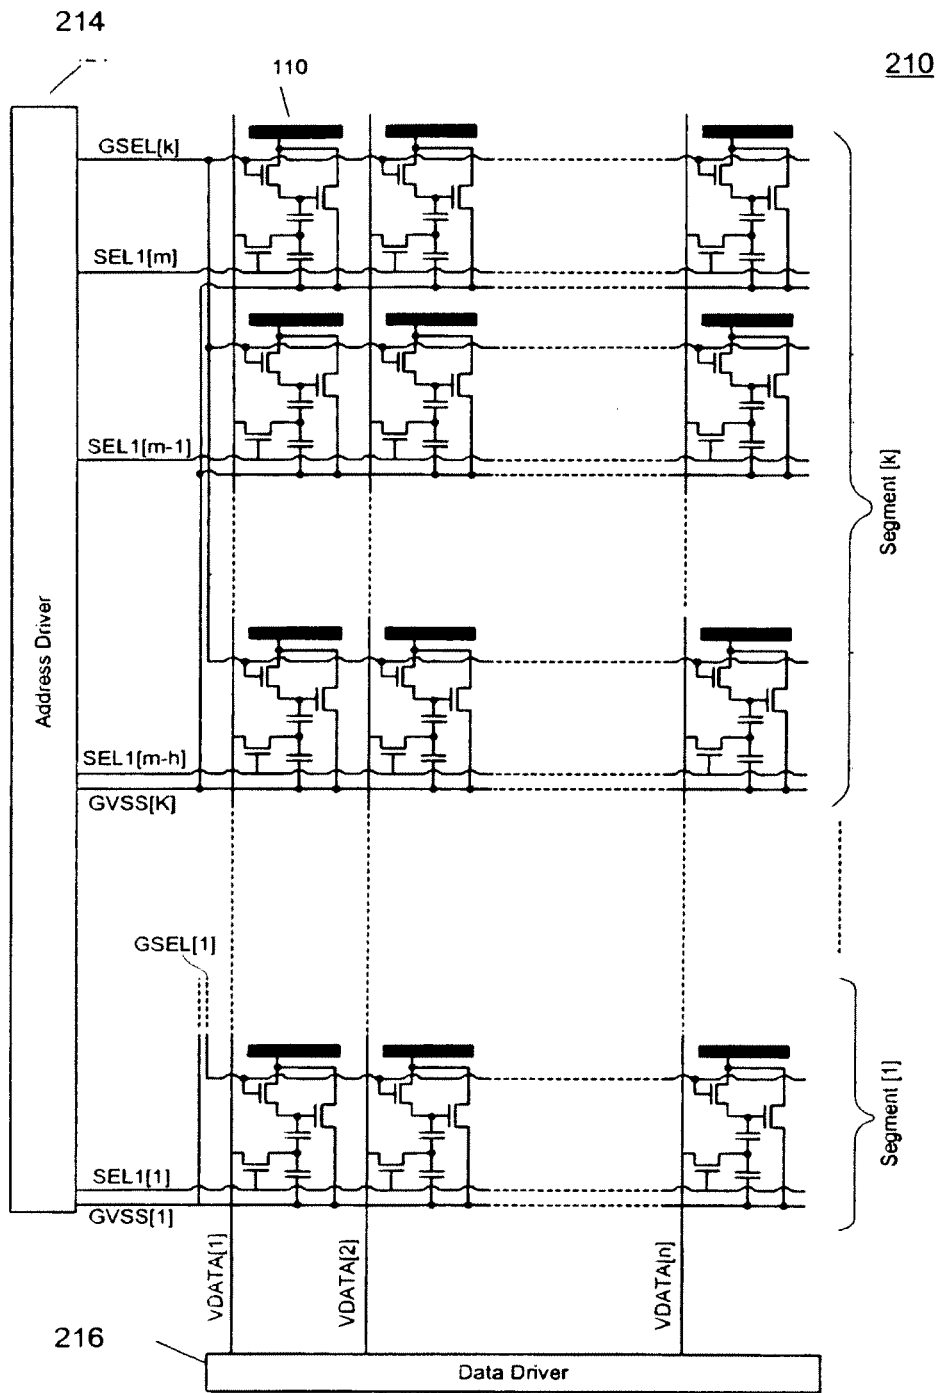 214
210
110
GSEL[k]
SEL1[m]
SEL1[m-1]
Segment [k]
Address Driver
SEL1[m-h]
GVSS[K]
GSEL[1]
Segment [1]
SEL1[1]
GVSS[1]
VDATA[1]
VDATA[2]
VDATA[n]
216
Data Driver